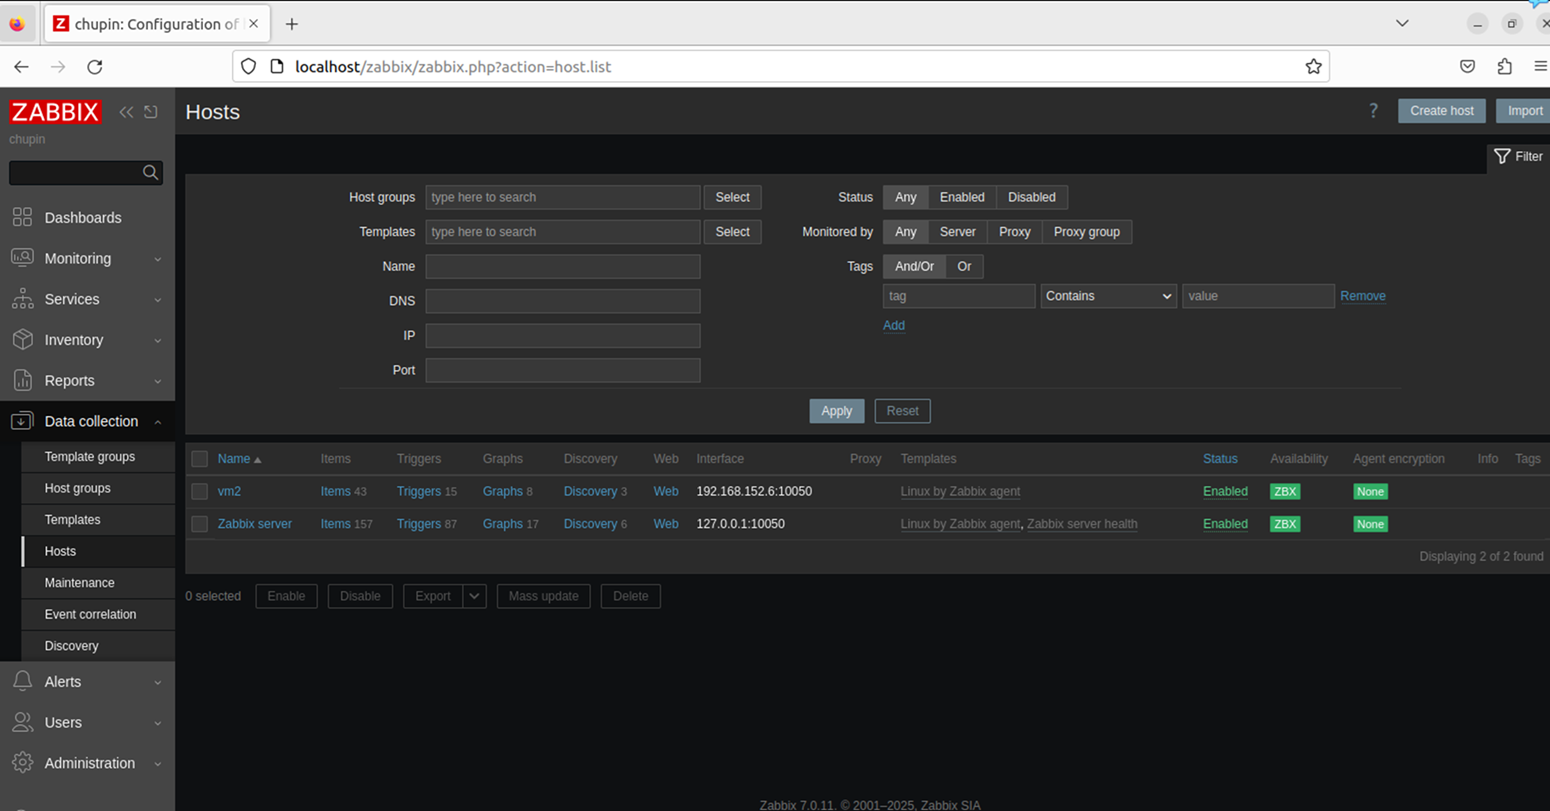 chupin: Configuration of
localhost/zabbix/zabbix.php?action=host.list
ZABBIX
chupin
Dashboards
Monitoring
Services
Inventory
Reports
Data collection
Template groups
Host groups
Templates
Hosts
Maintenance
Event correlation
Discovery
Alerts
Users
Administration
Hosts
? Create host Import
Filter
Host groups type here to search Select
Templates type here to search Select
Name
DNS
IP
Port
Status Any Enabled Disabled
Monitored by Any Server Proxy Proxy group
Tags And/Or Or
tag Contains value Remove
Add
Apply Reset
Name Items Triggers Graphs Discovery Web Interface Proxy Templates Status Availability Agent encryption Info Tags
vm2 Items 43 Triggers 15 Graphs 8 Discovery 3 Web 192.168.152.6:10050 Linux by Zabbix agent Enabled ZBX None
Zabbix server Items 157 Triggers 87 Graphs 17 Discovery 6 Web 127.0.0.1:10050 Linux by Zabbix agent, Zabbix server health Enabled ZBX None
Displaying 2 of 2 found
0 selected Enable Disable Export Mass update Delete
Zabbix 7.0.11. © 2001–2025, Zabbix SIA